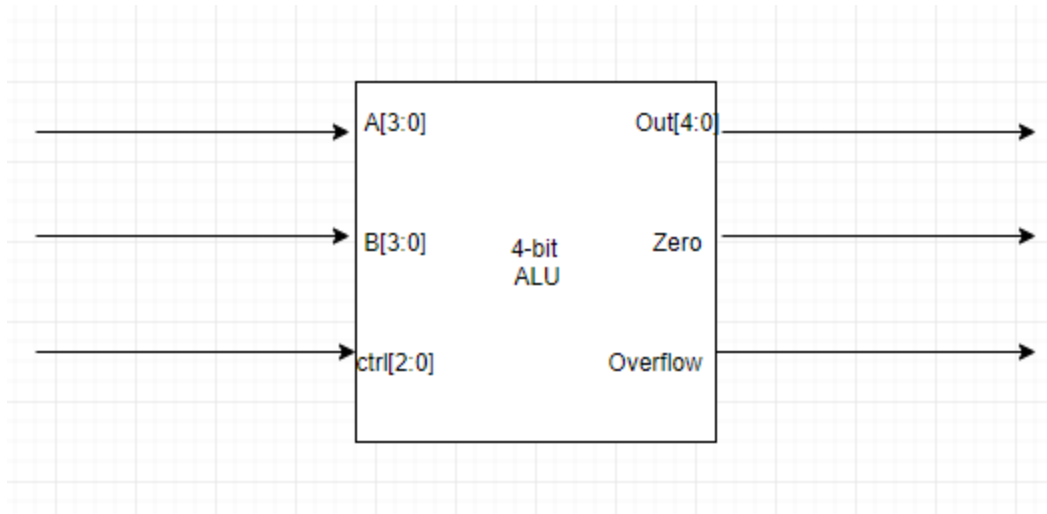 A[3:0]
Out[4:0]
B[3:0]
4-bit
ALU
Zero
ctrl[2:0]
Overflow